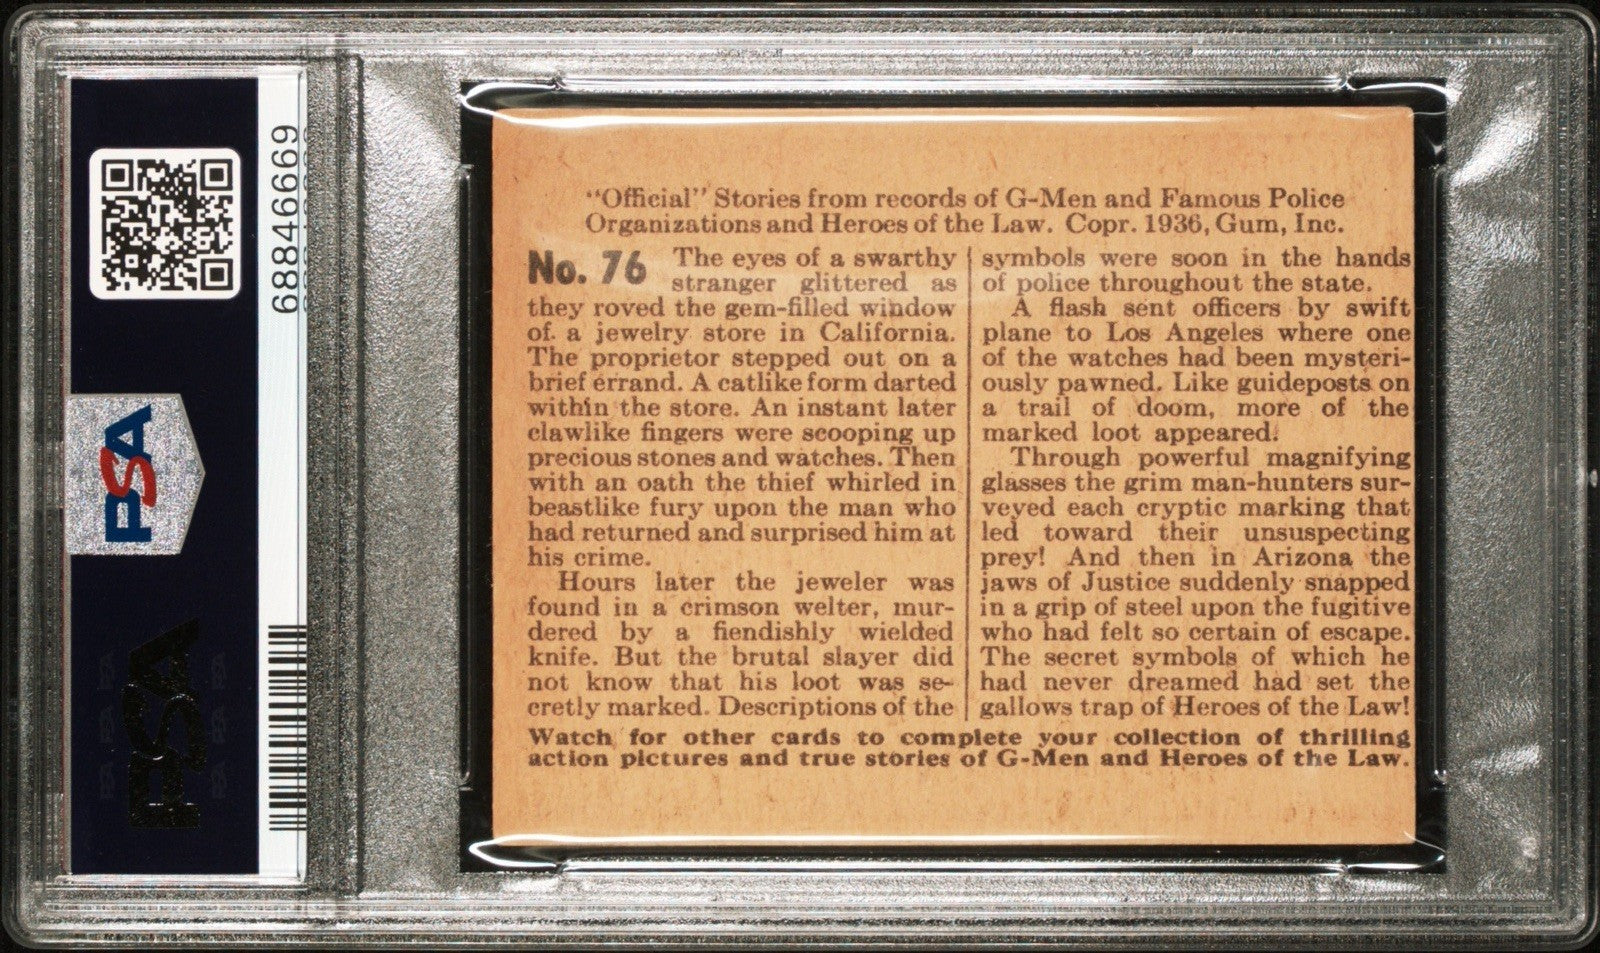 68846669
PSA
PSA
"Official" Stories from records of G-Men and Famous Police
Organizations and Heroes of the Law. Copr. 1936, Gum, Inc.
No. 76 The eyes of a swarthy
stranger glittered as
they roved the gem-filled window
of a jewelry store in California.
The proprietor stepped out on a
brief errand. A catlike form darted
within the store. An instant later
clawlike fingers were scooping up
precious stones and watches. Then
with an oath the thief whirled in
beastlike fury upon the man who
had returned and surprised him at
his crime.
Hours later the jeweler was
found in a crimson welter, mur-
dered by a fiendishly wielded
knife. But the brutal slayer did
not know that his loot was se-
cretly marked. Descriptions of the
symbols were soon in the hands
of police throughout the state.
A flash sent officers by swift
plane to Los Angeles where one
of the watches had been mysteri-
ously pawned. Like guideposts on
a trail of doom, more of the
marked loot appeared.
Through powerful magnifying
glasses the grim man-hunters sur-
veyed each cryptic marking that
led toward their unsuspecting
prey! And then in Arizona the
jaws of Justice suddenly snapped
in a grip of steel upon the fugitive
who had felt so certain of escape.
The secret symbols of which he
had never dreamed had set the
gallows trap of Heroes of the Law!
Watch for other cards to complete your collection of thrilling
action pictures and true stories of G-Men and Heroes of the Law.